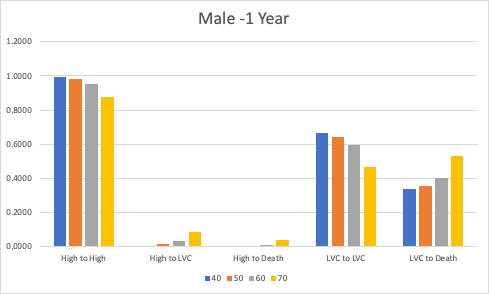 Male -1 Year
1.2000
1.0000
0.8000
0.6000
0.4000
0.2000
0.0000
High to High High to LVC High to Death LVC to LVC LVC to Death
40 50 60 70